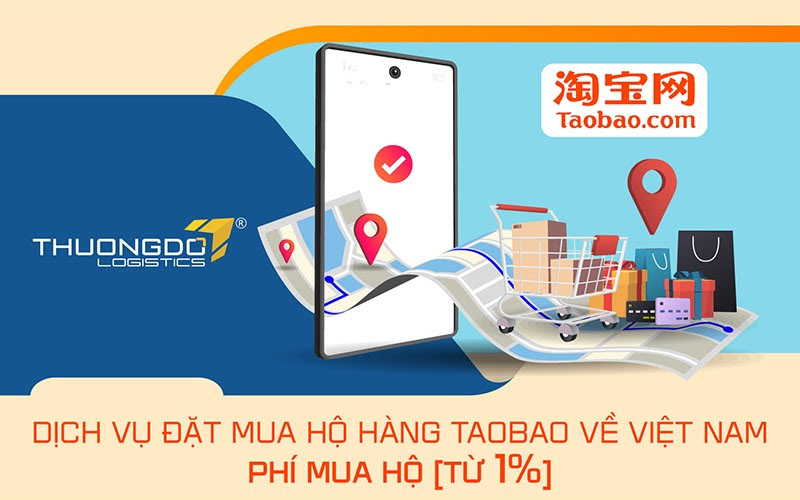 淘宝网
Taobao.com
THUONGDO®
LOGISTICS
DỊCH VỤ ĐẶT MUA HỘ HÀNG TAOBAO VỀ VIỆT NAM
PHÍ MUA HỘ [TỪ 1%]